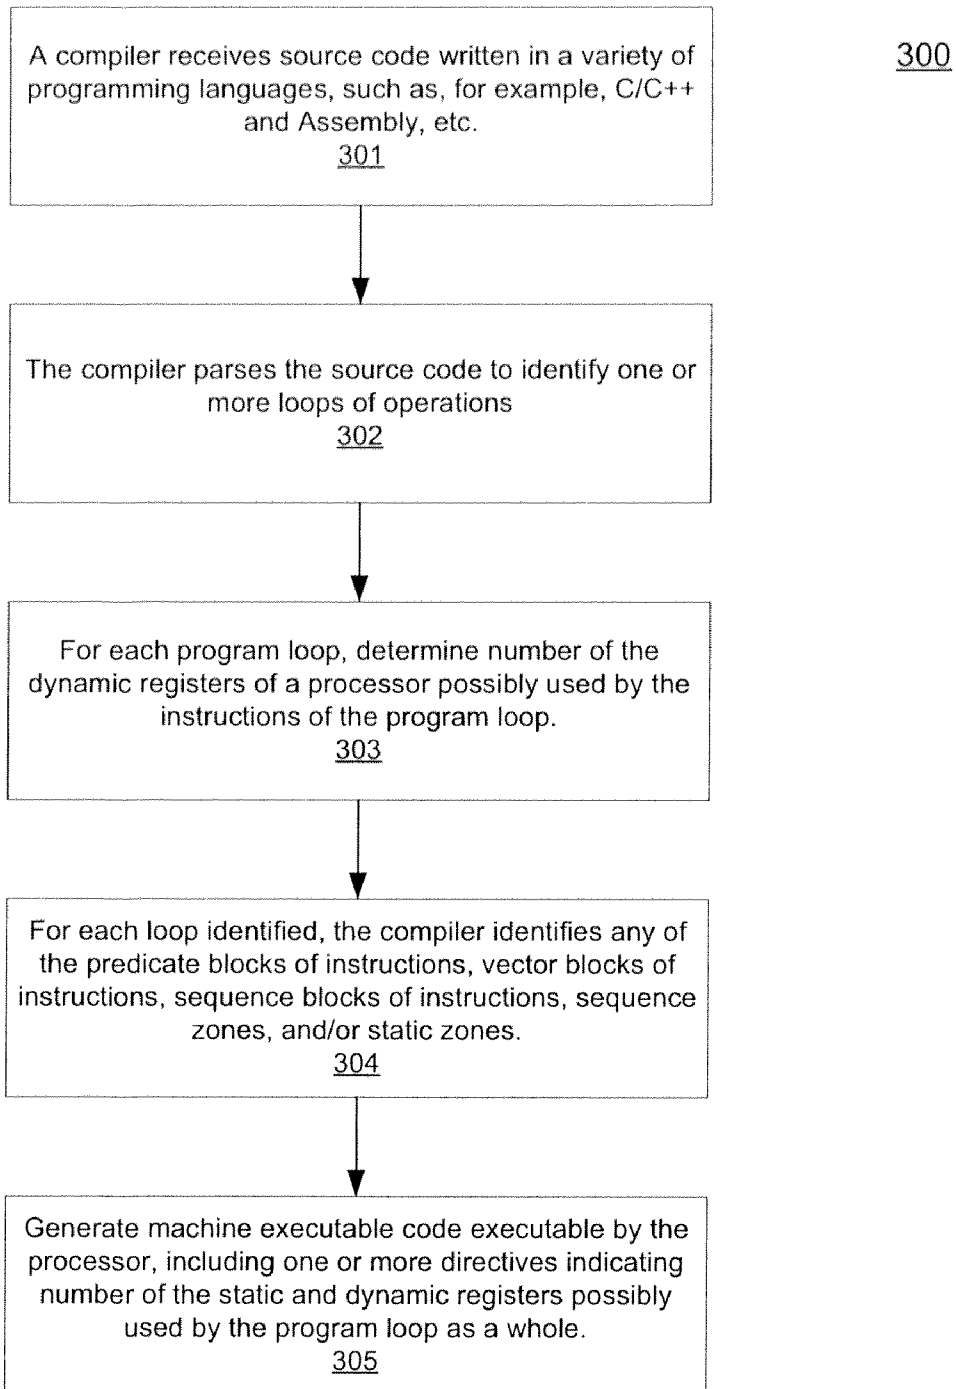 300
A compiler receives source code written in a variety of
programming languages, such as, for example, C/C++
and Assembly, etc.
301
The compiler parses the source code to identify one or
more loops of operations
302
For each program loop, determine number of the
dynamic registers of a processor possibly used by the
instructions of the program loop.
303
For each loop identified, the compiler identifies any of
the predicate blocks of instructions, vector blocks of
instructions, sequence blocks of instructions, sequence
zones, and/or static zones.
304
Generate machine executable code executable by the
processor, including one or more directives indicating
number of the static and dynamic registers possibly
used by the program loop as a whole.
305